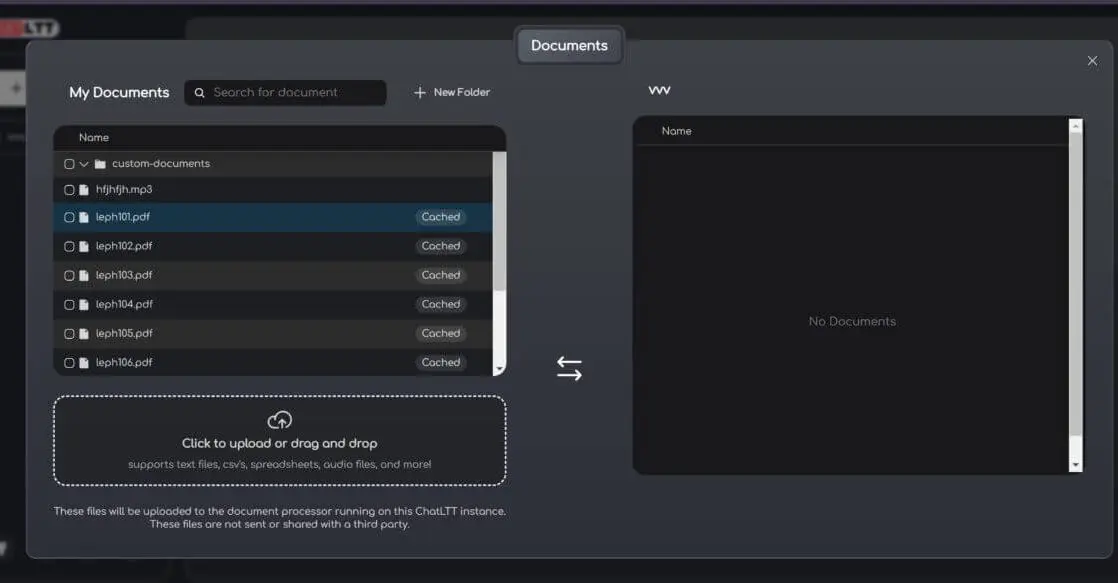 Documents
My Documents
Search for document
New Folder
Name
custom-documents
hfjhfjh.mp3
leph101.pdf Cached
leph102.pdf Cached
leph103.pdf Cached
leph104.pdf Cached
leph105.pdf Cached
leph106.pdf Cached
Click to upload or drag and drop
supports text files, csv's, spreadsheets, audio files, and more!
These files will be uploaded to the document processor running on this ChatLTT instance.
These files are not sent or shared with a third party.
vvv
Name
No Documents